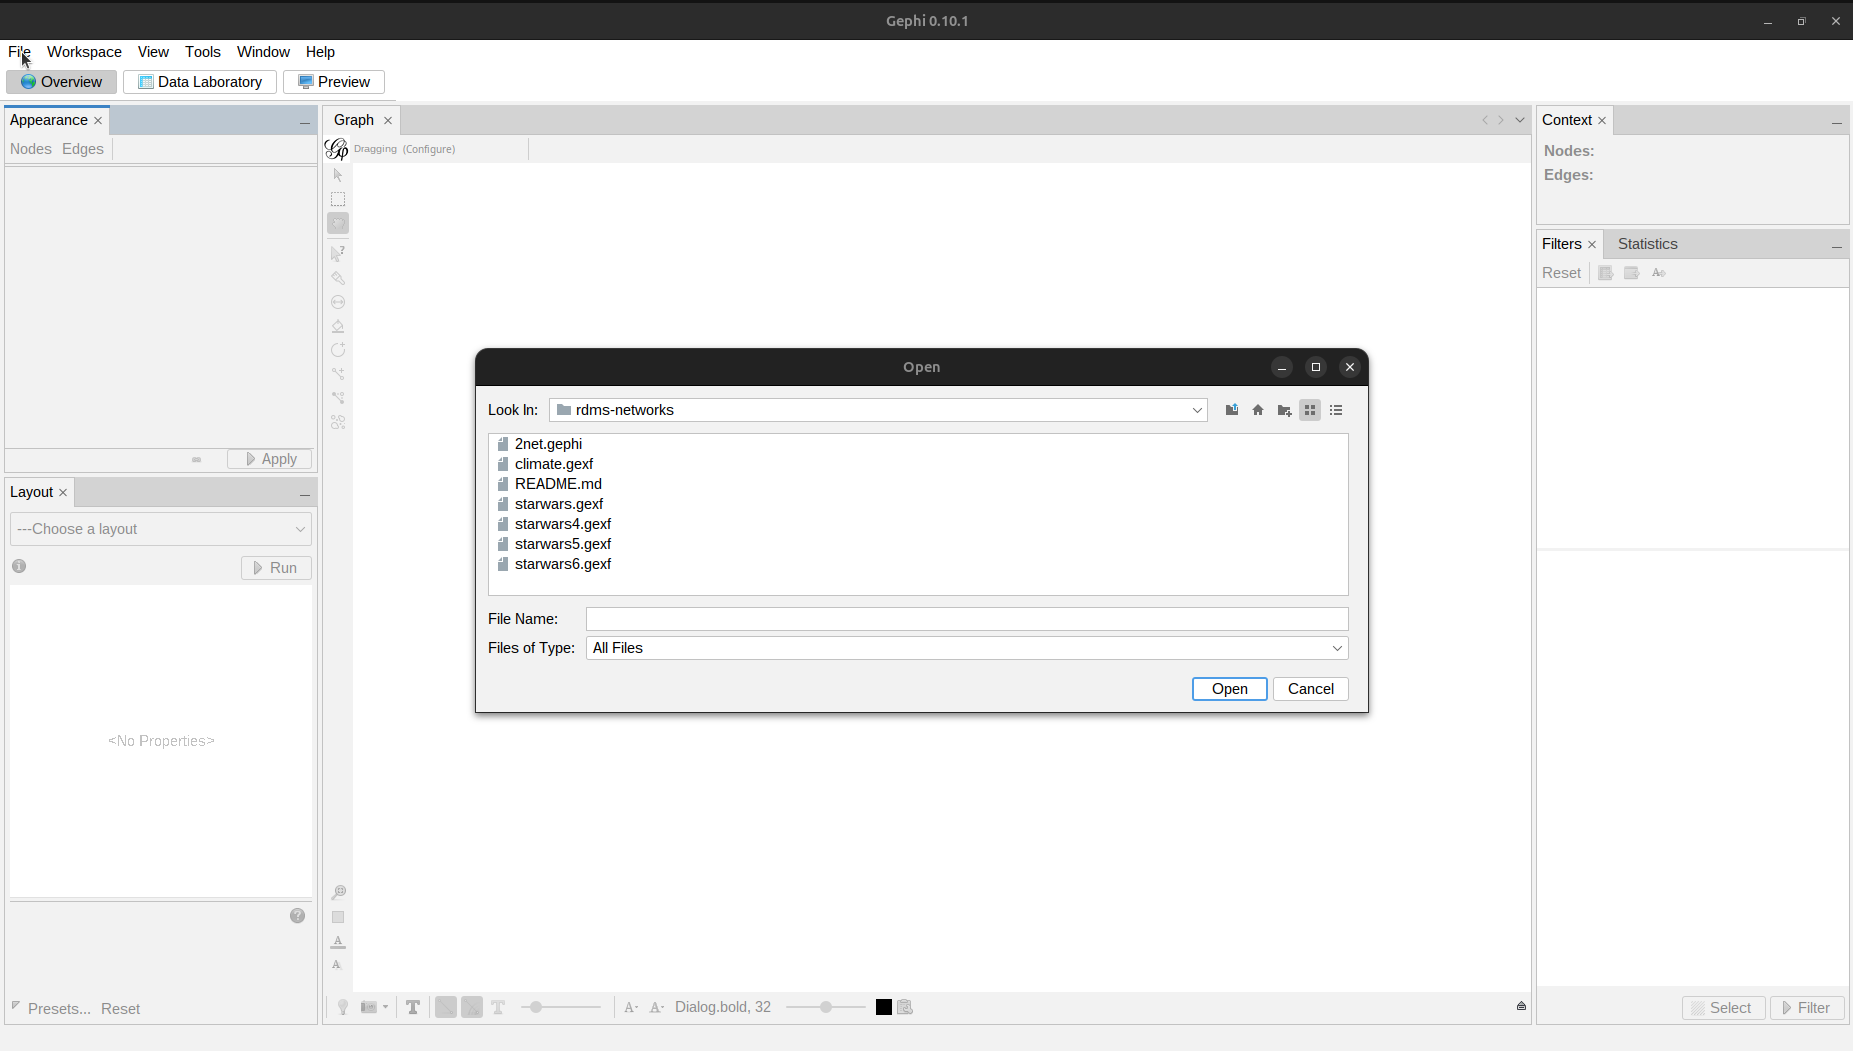 Gephi 0.10.1
File Workspace View Tools Window Help
Overview Data Laboratory Preview
Appearance
Nodes Edges
Apply
Layout
---Choose a layout
Run
<No Properties>
Presets... Reset
Graph
Dragging (Configure)
Open
Look In: rdms-networks
2net.gephi
climate.gexf
README.md
starwars.gexf
starwars4.gexf
starwars5.gexf
starwars6.gexf
File Name:
Files of Type: All Files
Open Cancel
Dialog.bold, 32
Context
Nodes:
Edges:
Filters Statistics
Reset
Select Filter